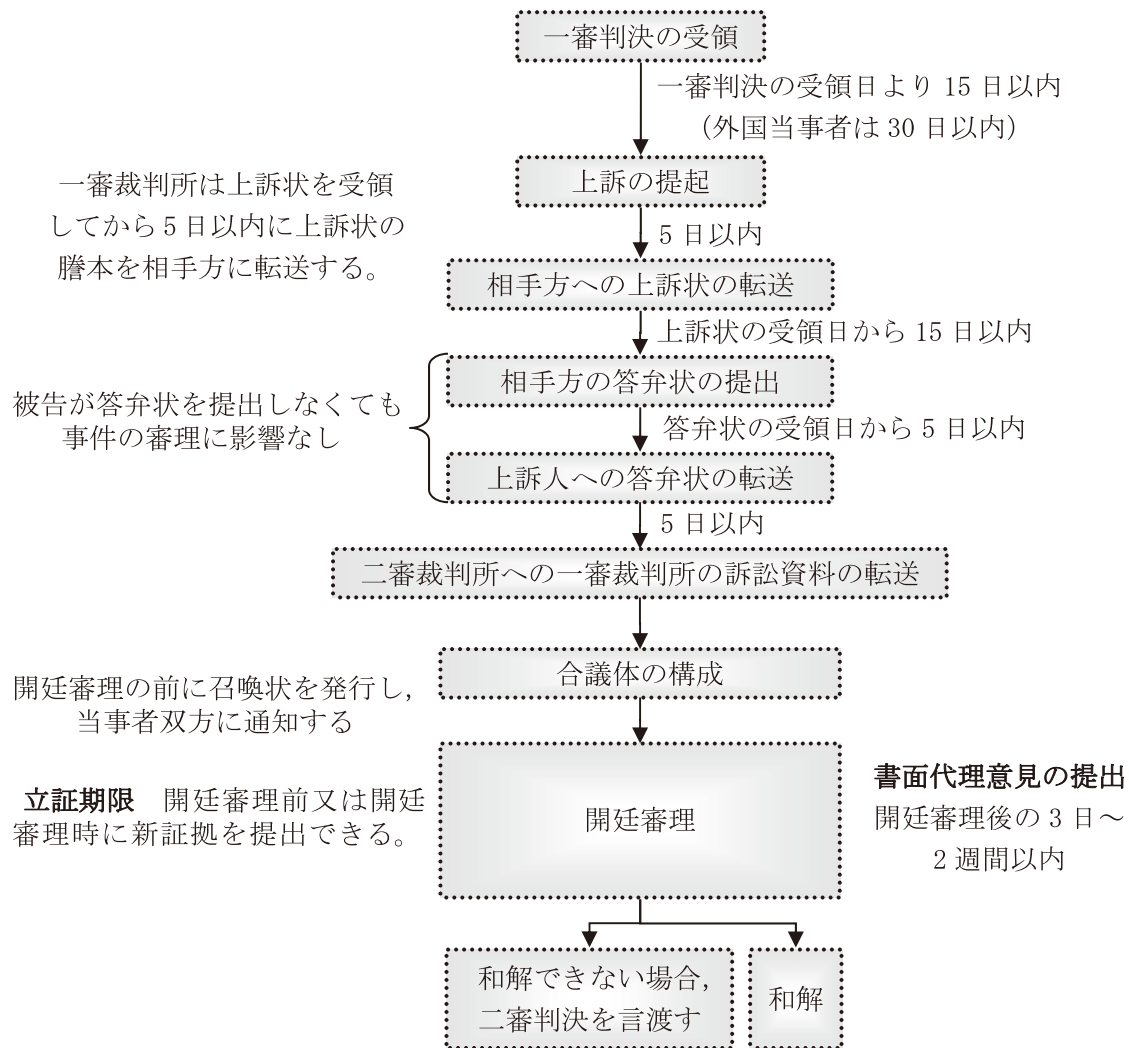 一審判決の受領
一審判決の受領日より 15 日以内
（外国当事者は 30 日以内）
上訴の提起
一審裁判所は上訴状を受領
してから 5 日以内に上訴状の
謄本を相手方に転送する。
5 日以内
相手方への上訴状の転送
上訴状の受領日から 15 日以内
相手方の答弁状の提出
被告が答弁状を提出しなくても
事件の審理に影響なし
答弁状の受領日から 5 日以内
上訴人への答弁状の転送
5 日以内
二審裁判所への一審裁判所の訴訟資料の転送
合議体の構成
開廷審理の前に召喚状を発行し，
当事者双方に通知する
立証期限　開廷審理前又は開廷
審理時に新証拠を提出できる。
開廷審理
書面代理意見の提出
開廷審理後の 3 日～
2 週間以内
和解できない場合，
二審判決を言渡す
和解